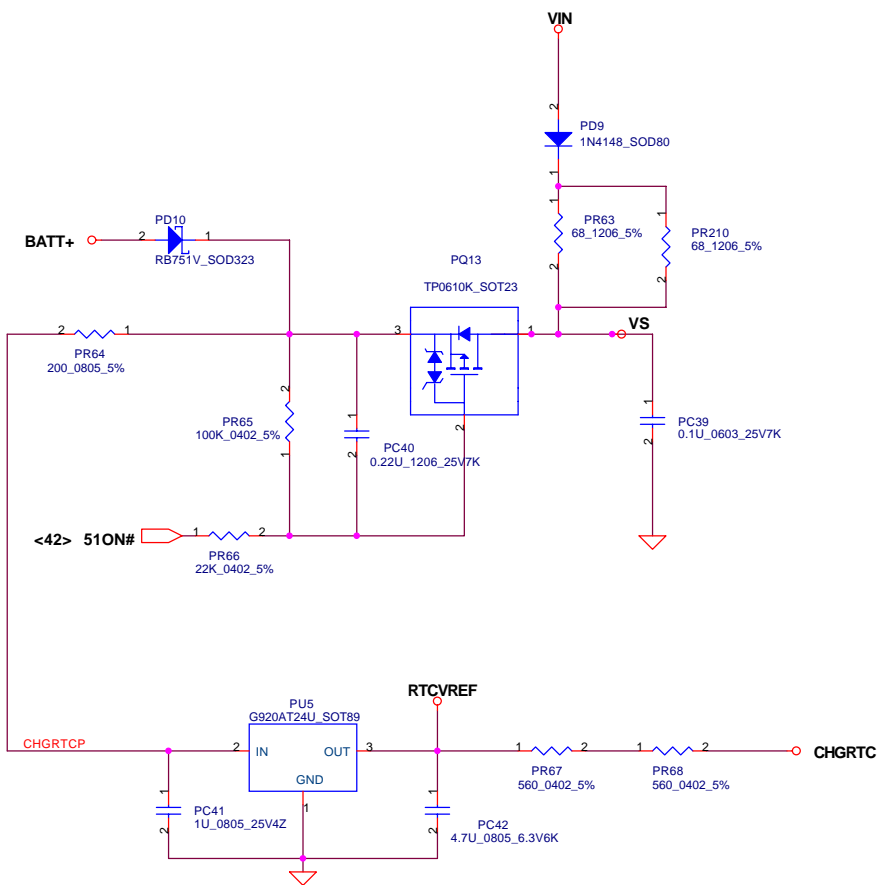 VIN
2
PD9
1N4148_SOD80
1
1
PR63
68_1206_5%
2
1
PR210
68_1206_5%
2
PD10
BATT+
2
1
RB751V_SOD323
PQ13
TP0610K_SOT23
3
1
VS
2
2
1
PR64
200_0805_5%
2
PR65
100K_0402_5%
1
1
PC40
0.22U_1206_25V7K
2
1
PC39
0.1U_0603_25V7K
2
<42> 51ON#
1
2
PR66
22K_0402_5%
RTCVREF
PU5
G920AT24U_SOT89
CHGRTCP
2
IN
OUT
3
GND
1
1
2
PR67
560_0402_5%
1
2
PR68
560_0402_5%
CHGRTC
1
PC41
1U_0805_25V4Z
2
1
PC42
4.7U_0805_6.3V6K
2